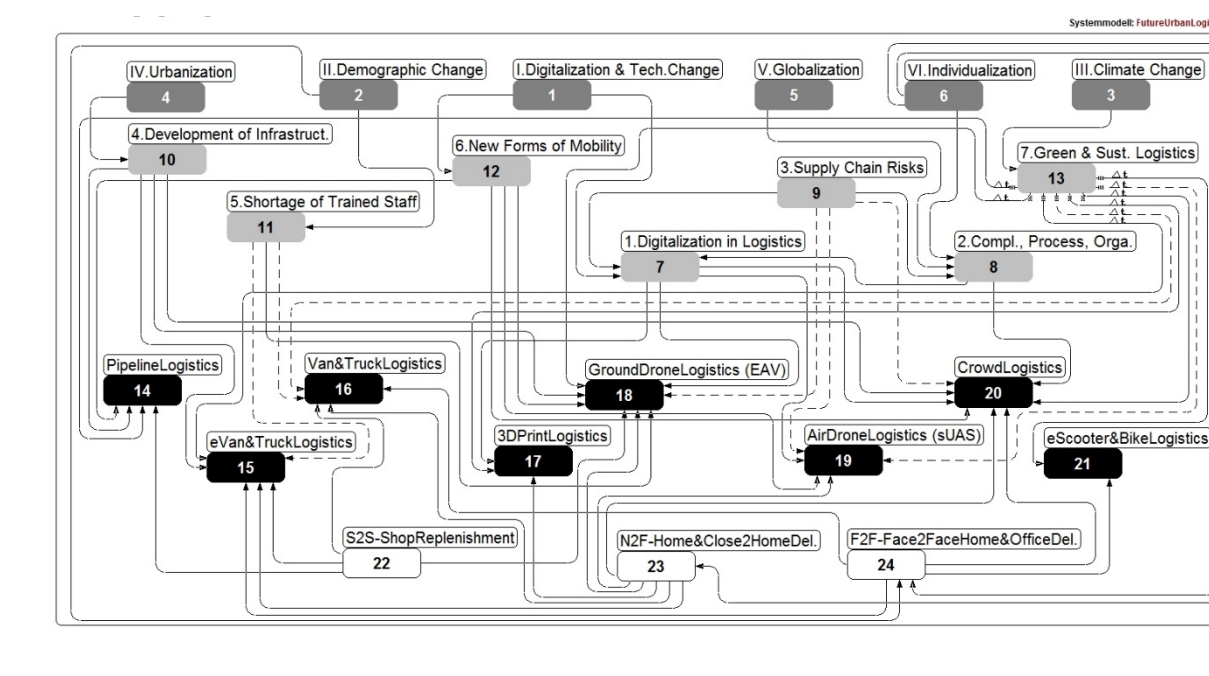 Systemmodell: FutureUrbanLogi
IV.Urbanization
4
II.Demographic Change
2
I.Digitalization & Tech.Change
1
V.Globalization
5
VI.Individualization
6
III.Climate Change
3
4.Development of Infrastruct.
10
6.New Forms of Mobility
12
3.Supply Chain Risks
9
7.Green & Sust. Logistics
13
Δ t
Δ t
Δ t
Δ t
Δ t
Δ t
Δ t
5.Shortage of Trained Staff
11
1.Digitalization in Logistics
7
2.Compl., Process, Orga.
8
PipelineLogistics
14
Van&TruckLogistics
16
GroundDroneLogistics (EAV)
18
CrowdLogistics
20
eVan&TruckLogistics
15
3DPrintLogistics
17
AirDroneLogistics (sUAS)
19
eScooter&BikeLogistics
21
S2S-ShopReplenishment
22
N2F-Home&Close2HomeDel.
23
F2F-Face2FaceHome&OfficeDel.
24